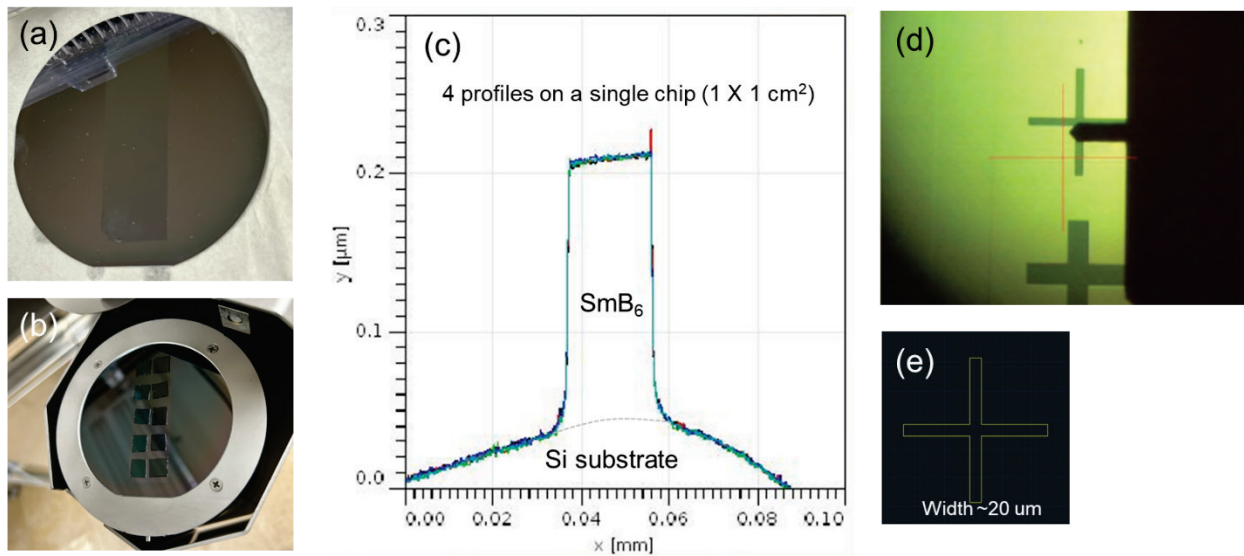 (a)
(b)
(c)
4 profiles on a single chip (1 X 1 cm²)
0.3
0.2
0.1
0.0
y [µm]
SmB₆
Si substrate
0.00 0.02 0.04 0.06 0.08 0.10
x [mm]
(d)
(e)
Width ~20 um